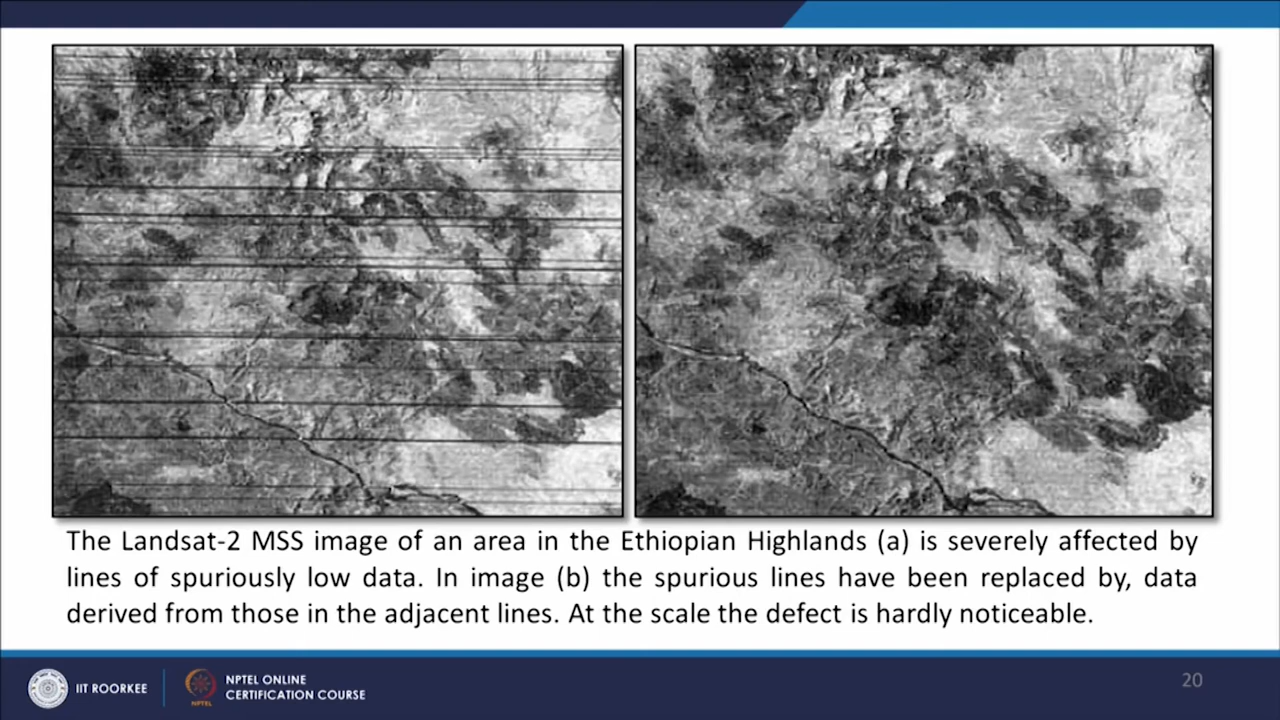 The Landsat-2 MSS image of an area in the Ethiopian Highlands (a) is severely affected by
lines of spuriously low data. In image (b) the spurious lines have been replaced by, data
derived from those in the adjacent lines. At the scale the defect is hardly noticeable.
IIT ROORKEE
NPTEL
NPTEL ONLINE
CERTIFICATION COURSE
20